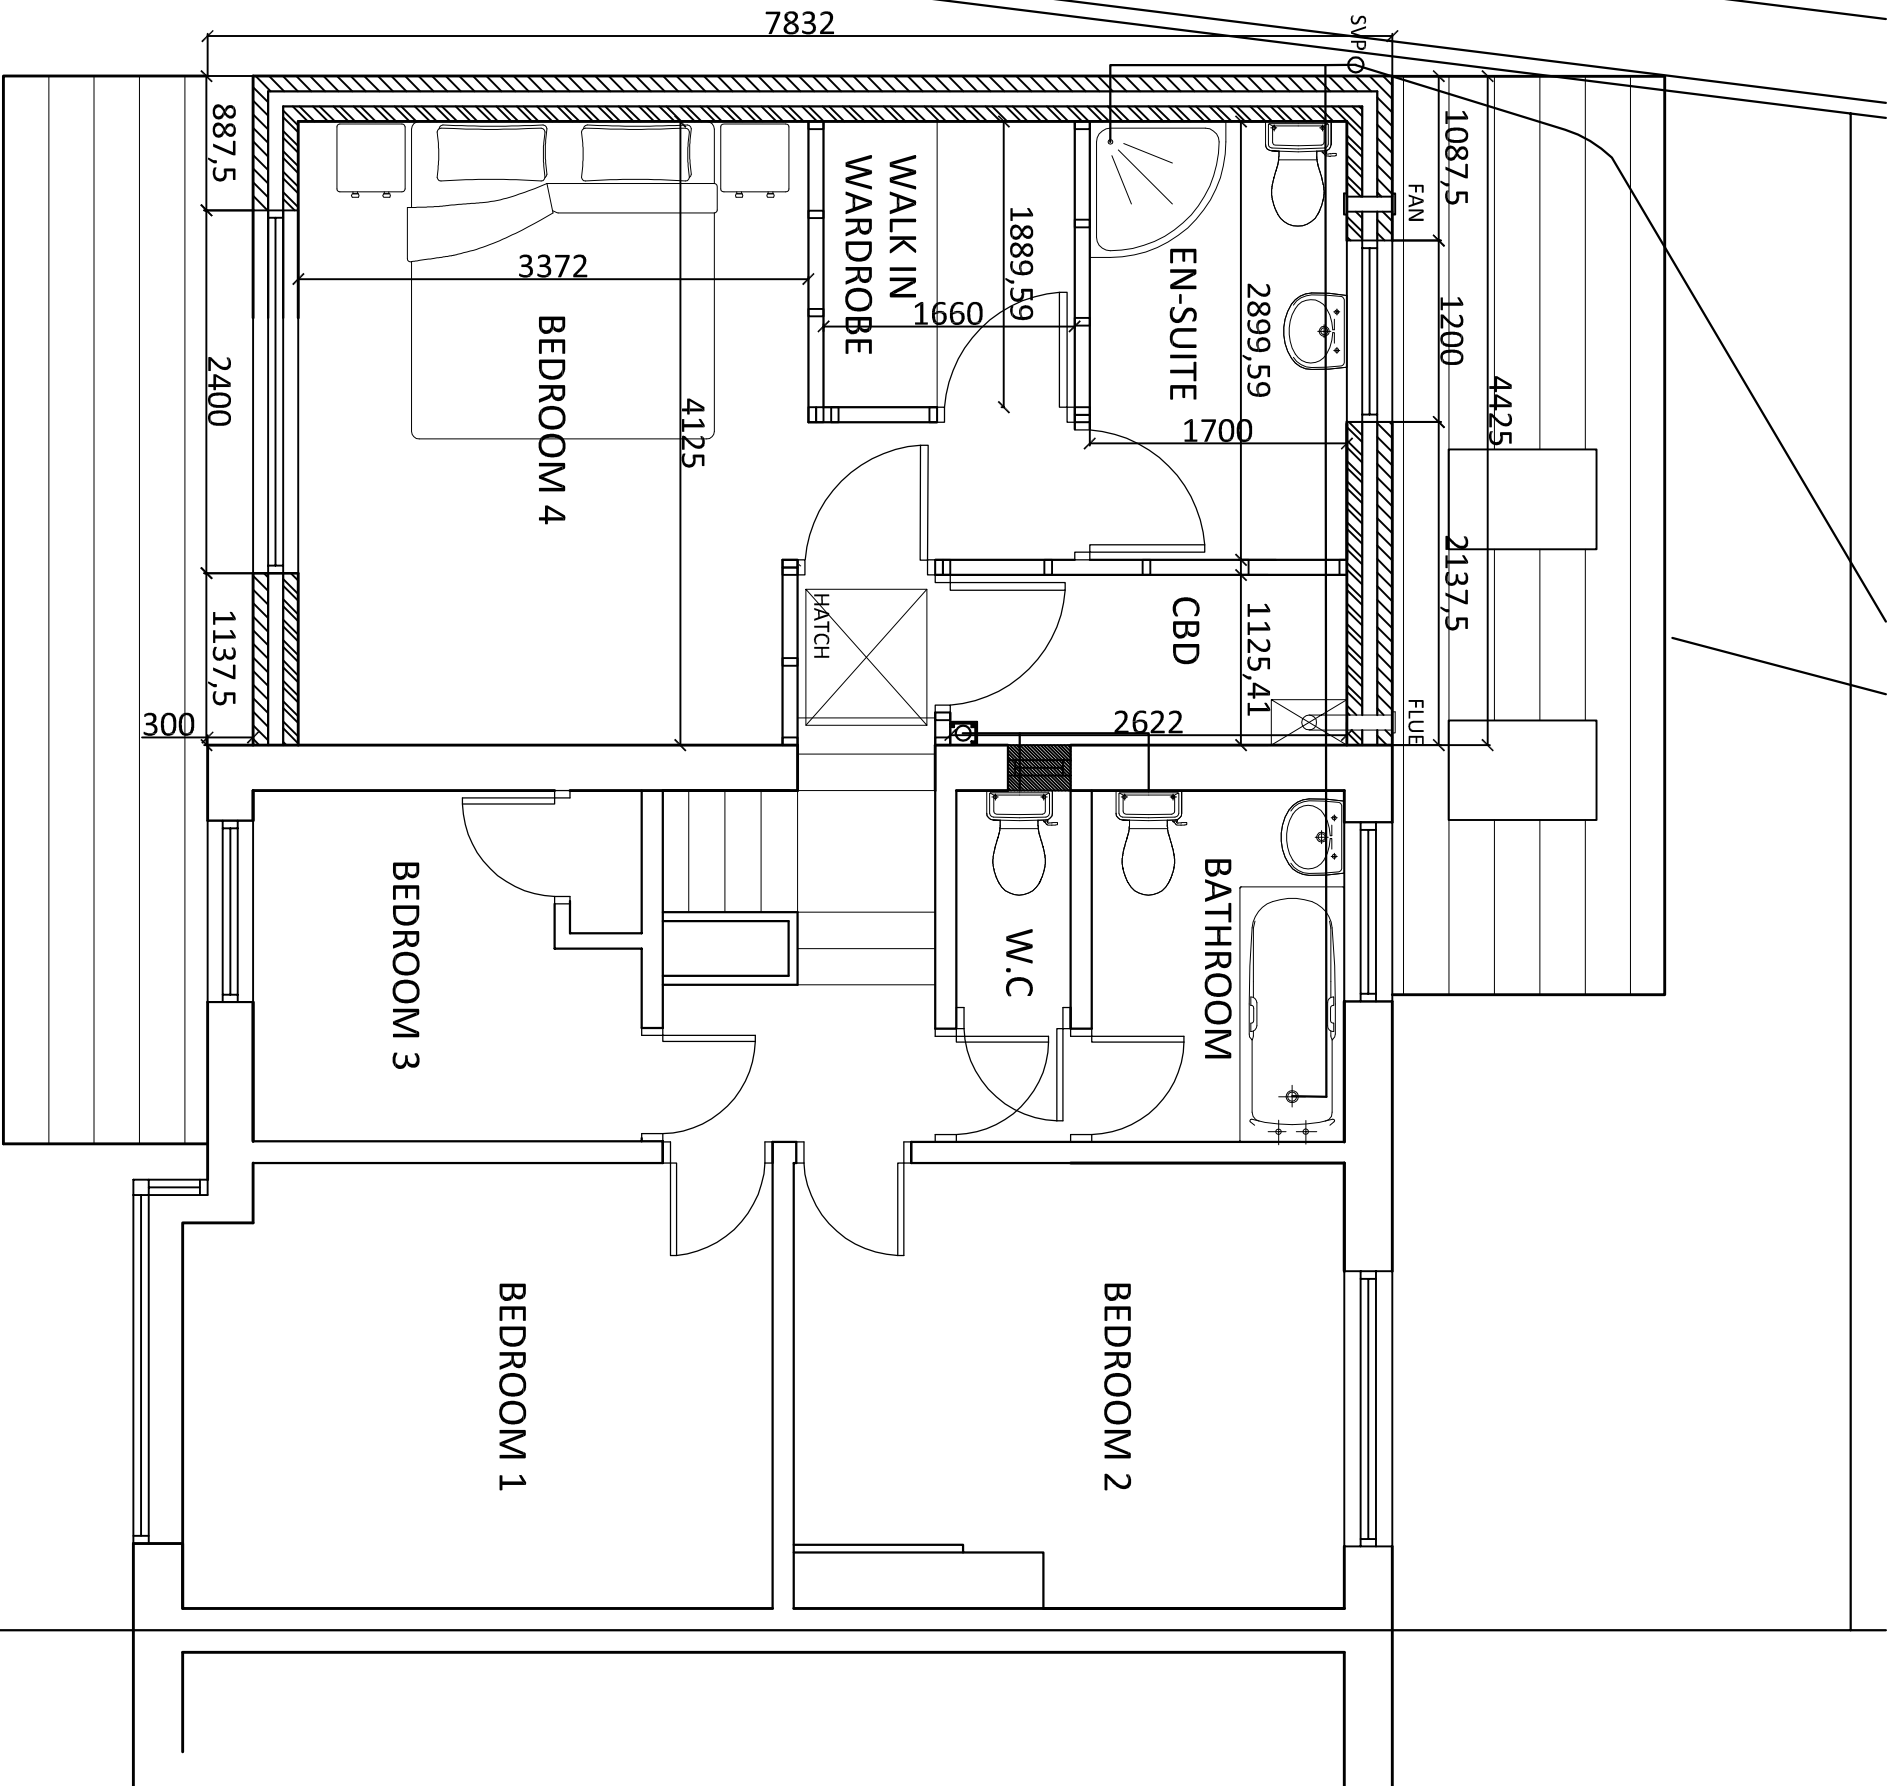 7832
SVP
887,5
2400
1137,5
300
3372
BEDROOM 4
4125
WALK IN
WARDROBE
1889,59
1660
EN-SUITE
2899,59
1700
FAN
1087,5
1200
4425
2137,5
HATCH
CBD
1125,41
2622
FLUE
BEDROOM 3
W.C
BATHROOM
BEDROOM 1
BEDROOM 2